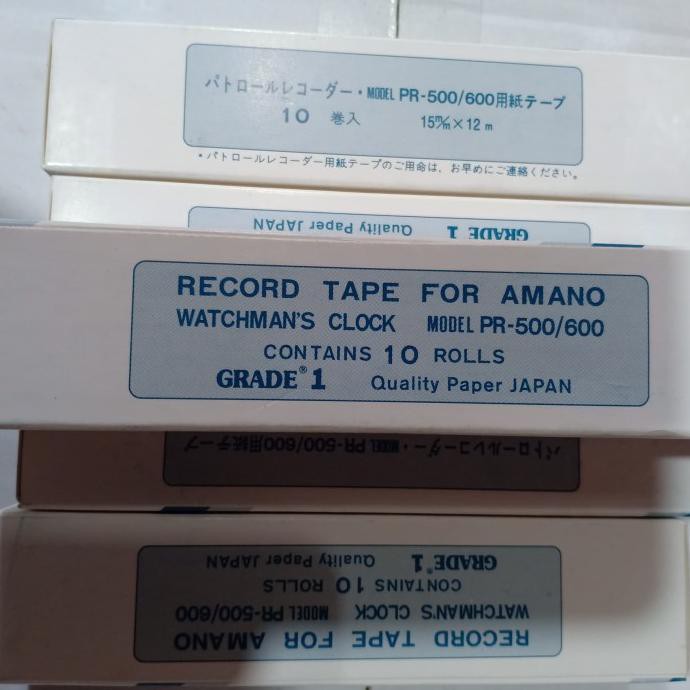 パトロールレコーダー・MODEL PR-500/600用紙テープ
10 巻入 15m/m×12m
・パトロールレコーダー用紙テープのご用命は、お早めにご連絡ください。
GRADE 1 Quality Paper JAPAN
RECORD TAPE FOR AMANO
WATCHMAN'S CLOCK MODEL PR-500/600
CONTAINS 10 ROLLS
GRADE® 1 Quality Paper JAPAN
パトロールレコーダー・MODEL PR-500/600用紙テープ
RECORD TAPE FOR AMANO
WATCHMAN'S CLOCK MODEL PR-500/600
CONTAINS 10 ROLLS
GRADE® 1 Quality Paper JAPAN